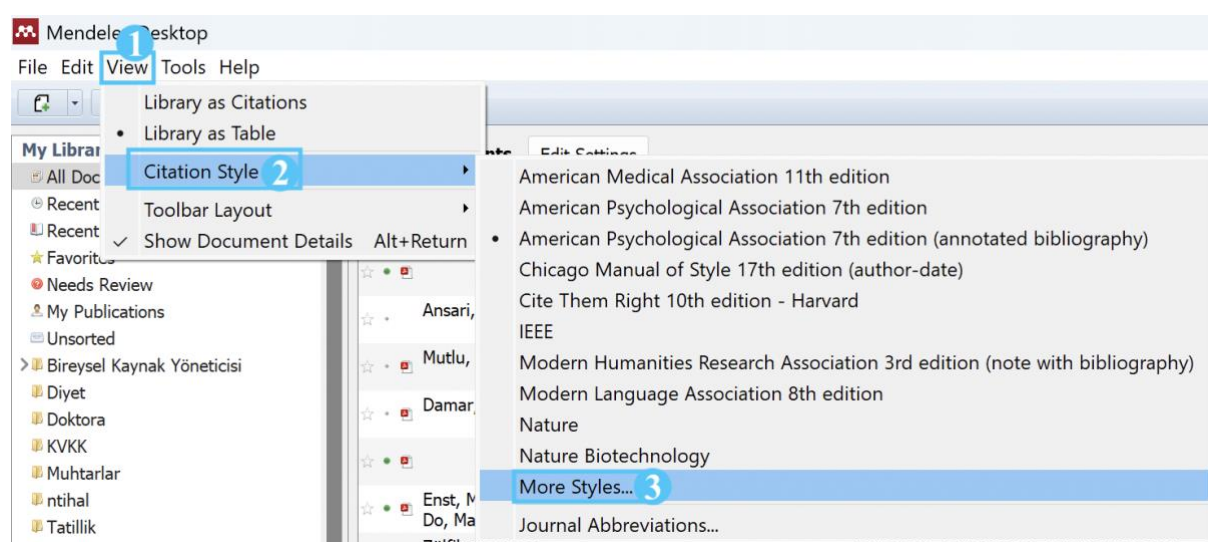 Mendele Desktop
1
File Edit View Tools Help
Library as Citations
Library as Table
My Librar
nts Edit Settings
All Doc
Citation Style 2
American Medical Association 11th edition
Recent
Toolbar Layout
American Psychological Association 7th edition
Recent
Show Document Details Alt+Return
American Psychological Association 7th edition (annotated bibliography)
Favorites
Chicago Manual of Style 17th edition (author-date)
Needs Review
Cite Them Right 10th edition - Harvard
My Publications
Ansari,
IEEE
Unsorted
Bireysel Kaynak Yöneticisi
Mutlu,
Modern Humanities Research Association 3rd edition (note with bibliography)
Diyet
Modern Language Association 8th edition
Doktora
Damar,
Nature
KVKK
Nature Biotechnology
Muhtarlar
More Styles... 3
ntihal
Enst, M
Do, Ma
Tatillik
Journal Abbreviations...